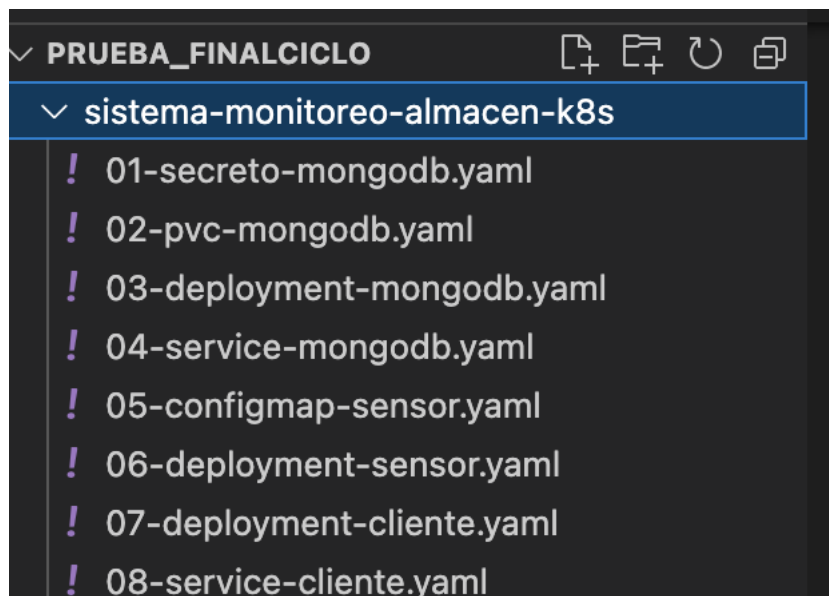 PRUEBA_FINALCICLO
sistema-monitoreo-almacen-k8s
! 01-secreto-mongodb.yaml
! 02-pvc-mongodb.yaml
! 03-deployment-mongodb.yaml
! 04-service-mongodb.yaml
! 05-configmap-sensor.yaml
! 06-deployment-sensor.yaml
! 07-deployment-cliente.yaml
! 08-service-cliente.yaml